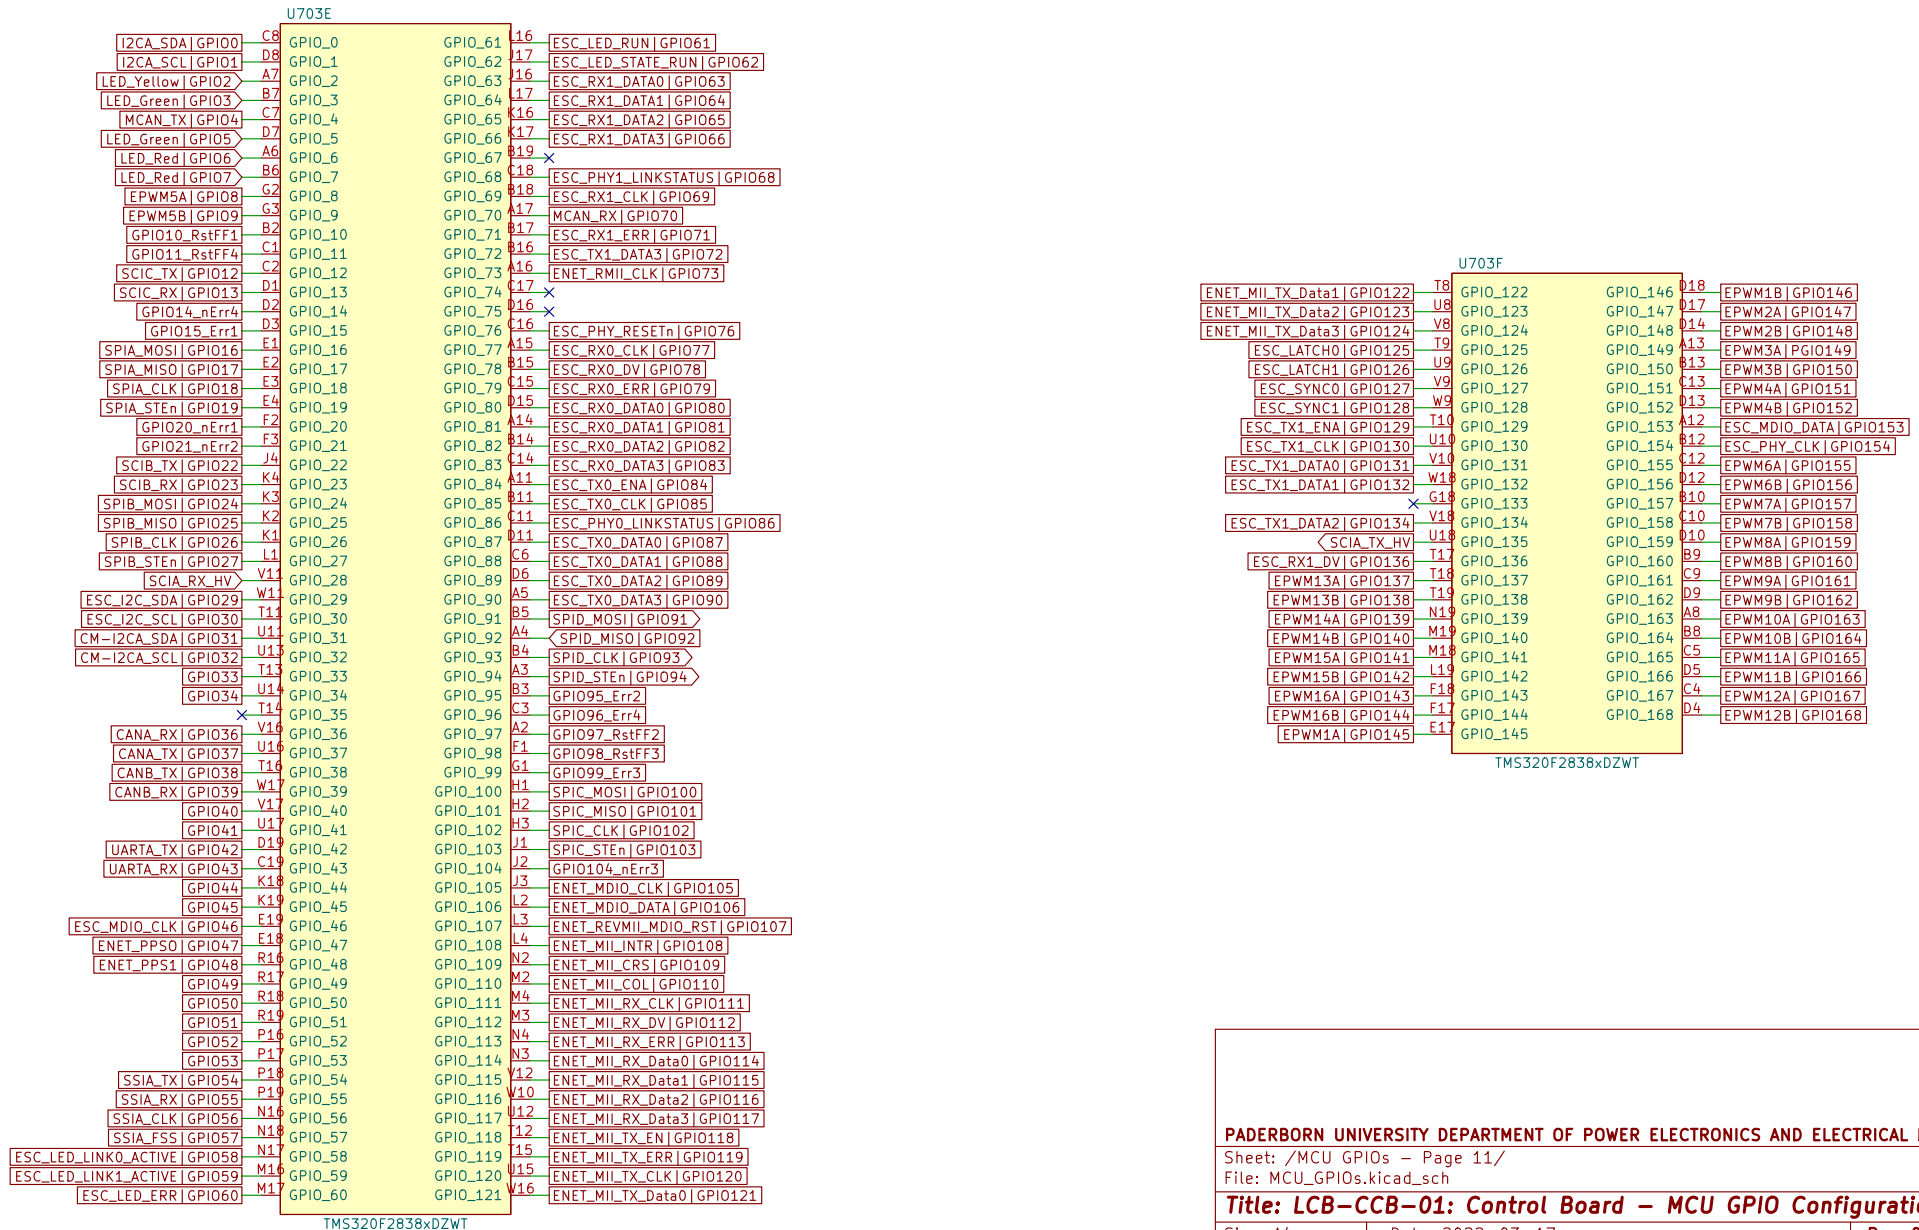 U703E
I2CA_SDA|GPIO0 C8 GPIO_0 GPIO_61 L16 ESC_LED_RUN|GPIO61
I2CA_SCL|GPIO1 D8 GPIO_1 GPIO_62 J17 ESC_LED_STATE_RUN|GPIO62
LED_Yellow|GPIO2 A7 GPIO_2 GPIO_63 J16 ESC_RX1_DATA0|GPIO63
LED_Green|GPIO3 B7 GPIO_3 GPIO_64 L17 ESC_RX1_DATA1|GPIO64
MCAN_TX|GPIO4 C7 GPIO_4 GPIO_65 K16 ESC_RX1_DATA2|GPIO65
LED_Green|GPIO5 D7 GPIO_5 GPIO_66 K17 ESC_RX1_DATA3|GPIO66
LED_Red|GPIO6 A6 GPIO_6 GPIO_67 B19
LED_Red|GPIO7 B6 GPIO_7 GPIO_68 C18 ESC_PHY1_LINKSTATUS|GPIO68
EPWM5A|GPIO8 G2 GPIO_8 GPIO_69 B18 ESC_RX1_CLK|GPIO69
EPWM5B|GPIO9 G3 GPIO_9 GPIO_70 A17 MCAN_RX|GPIO70
GPIO10_RstFF1 B2 GPIO_10 GPIO_71 B17 ESC_RX1_ERR|GPIO71
GPIO11_RstFF4 C1 GPIO_11 GPIO_72 B16 ESC_TX1_DATA3|GPIO72
SCIC_TX|GPIO12 C2 GPIO_12 GPIO_73 A16 ENET_RMII_CLK|GPIO73
SCIC_RX|GPIO13 D1 GPIO_13 GPIO_74 C17
GPIO14_nErr4 D2 GPIO_14 GPIO_75 D16
GPIO15_Err1 D3 GPIO_15 GPIO_76 C16 ESC_PHY_RESETn|GPIO76
SPIA_MOSI|GPIO16 E1 GPIO_16 GPIO_77 A15 ESC_RX0_CLK|GPIO77
SPIA_MISO|GPIO17 E2 GPIO_17 GPIO_78 B15 ESC_RX0_DV|GPIO78
SPIA_CLK|GPIO18 E3 GPIO_18 GPIO_79 C15 ESC_RX0_ERR|GPIO79
SPIA_STEn|GPIO19 E4 GPIO_19 GPIO_80 D15 ESC_RX0_DATA0|GPIO80
GPIO20_nErr1 F2 GPIO_20 GPIO_81 A14 ESC_RX0_DATA1|GPIO81
GPIO21_nErr2 F3 GPIO_21 GPIO_82 B14 ESC_RX0_DATA2|GPIO82
SCIB_TX|GPIO22 J4 GPIO_22 GPIO_83 C14 ESC_RX0_DATA3|GPIO83
SCIB_RX|GPIO23 K4 GPIO_23 GPIO_84 A11 ESC_TX0_ENA|GPIO84
SPIB_MOSI|GPIO24 K3 GPIO_24 GPIO_85 B11 ESC_TX0_CLK|GPIO85
SPIB_MISO|GPIO25 K2 GPIO_25 GPIO_86 C11 ESC_PHY0_LINKSTATUS|GPIO86
SPIB_CLK|GPIO26 K1 GPIO_26 GPIO_87 D11 ESC_TX0_DATA0|GPIO87
SPIB_STEn|GPIO27 L1 GPIO_27 GPIO_88 C6 ESC_TX0_DATA1|GPIO88
SCIA_RX_HV V11 GPIO_28 GPIO_89 D6 ESC_TX0_DATA2|GPIO89
ESC_I2C_SDA|GPIO29 W11 GPIO_29 GPIO_90 A5 ESC_TX0_DATA3|GPIO90
ESC_I2C_SCL|GPIO30 T11 GPIO_30 GPIO_91 B5 SPID_MOSI|GPIO91
CM-I2CA_SDA|GPIO31 U11 GPIO_31 GPIO_92 A4 SPID_MISO|GPIO92
CM-I2CA_SCL|GPIO32 U13 GPIO_32 GPIO_93 B4 SPID_CLK|GPIO93
GPIO33 T13 GPIO_33 GPIO_94 A3 SPID_STEn|GPIO94
GPIO34 U14 GPIO_34 GPIO_95 B3 GPIO95_Err2
T14 GPIO_35 GPIO_96 C3 GPIO96_Err4
CANA_RX|GPIO36 V16 GPIO_36 GPIO_97 A2 GPIO97_RstFF2
CANA_TX|GPIO37 U16 GPIO_37 GPIO_98 F1 GPIO98_RstFF3
CANB_TX|GPIO38 T16 GPIO_38 GPIO_99 G1 GPIO99_Err3
CANB_RX|GPIO39 W17 GPIO_39 GPIO_100 H1 SPIC_MOSI|GPIO100
GPIO40 V17 GPIO_40 GPIO_101 H2 SPIC_MISO|GPIO101
GPIO41 U17 GPIO_41 GPIO_102 H3 SPIC_CLK|GPIO102
UARTA_TX|GPIO42 D19 GPIO_42 GPIO_103 J1 SPIC_STEn|GPIO103
UARTA_RX|GPIO43 C19 GPIO_43 GPIO_104 J2 GPIO104_nErr3
GPIO44 K18 GPIO_44 GPIO_105 J3 ENET_MDIO_CLK|GPIO105
GPIO45 K19 GPIO_45 GPIO_106 L2 ENET_MDIO_DATA|GPIO106
ESC_MDIO_CLK|GPIO46 E19 GPIO_46 GPIO_107 L3 ENET_REVMII_MDIO_RST|GPIO107
ENET_PPS0|GPIO47 E18 GPIO_47 GPIO_108 L4 ENET_MII_INTR|GPIO108
ENET_PPS1|GPIO48 R16 GPIO_48 GPIO_109 N2 ENET_MII_CRS|GPIO109
GPIO49 R17 GPIO_49 GPIO_110 M2 ENET_MII_COL|GPIO110
GPIO50 R18 GPIO_50 GPIO_111 M4 ENET_MII_RX_CLK|GPIO111
GPIO51 R19 GPIO_51 GPIO_112 M3 ENET_MII_RX_DV|GPIO112
GPIO52 P16 GPIO_52 GPIO_113 N4 ENET_MII_RX_ERR|GPIO113
GPIO53 P17 GPIO_53 GPIO_114 N3 ENET_MII_RX_Data0|GPIO114
SSIA_TX|GPIO54 P18 GPIO_54 GPIO_115 V12 ENET_MII_RX_Data1|GPIO115
SSIA_RX|GPIO55 P19 GPIO_55 GPIO_116 W10 ENET_MII_RX_Data2|GPIO116
SSIA_CLK|GPIO56 N16 GPIO_56 GPIO_117 U12 ENET_MII_RX_Data3|GPIO117
SSIA_FSS|GPIO57 N18 GPIO_57 GPIO_118 T12 ENET_MII_TX_EN|GPIO118
ESC_LED_LINK0_ACTIVE|GPIO58 N17 GPIO_58 GPIO_119 T15 ENET_MII_TX_ERR|GPIO119
ESC_LED_LINK1_ACTIVE|GPIO59 M16 GPIO_59 GPIO_120 U15 ENET_MII_TX_CLK|GPIO120
ESC_LED_ERR|GPIO60 M17 GPIO_60 GPIO_121 W16 ENET_MII_TX_Data0|GPIO121
TMS320F2838xDZWT
U703F
ENET_MII_TX_Data1|GPIO122 T8 GPIO_122 GPIO_146 D18 EPWM1B|GPIO146
ENET_MII_TX_Data2|GPIO123 U8 GPIO_123 GPIO_147 D17 EPWM2A|GPIO147
ENET_MII_TX_Data3|GPIO124 V8 GPIO_124 GPIO_148 D14 EPWM2B|GPIO148
ESC_LATCH0|GPIO125 T9 GPIO_125 GPIO_149 A13 EPWM3A|PGIO149
ESC_LATCH1|GPIO126 U9 GPIO_126 GPIO_150 B13 EPWM3B|GPIO150
ESC_SYNC0|GPIO127 V9 GPIO_127 GPIO_151 C13 EPWM4A|GPIO151
ESC_SYNC1|GPIO128 W9 GPIO_128 GPIO_152 D13 EPWM4B|GPIO152
ESC_TX1_ENA|GPIO129 T10 GPIO_129 GPIO_153 A12 ESC_MDIO_DATA|GPIO153
ESC_TX1_CLK|GPIO130 U10 GPIO_130 GPIO_154 B12 ESC_PHY_CLK|GPIO154
ESC_TX1_DATA0|GPIO131 V10 GPIO_131 GPIO_155 C12 EPWM6A|GPIO155
ESC_TX1_DATA1|GPIO132 W18 GPIO_132 GPIO_156 D12 EPWM6B|GPIO156
G18 GPIO_133 GPIO_157 B10 EPWM7A|GPIO157
ESC_TX1_DATA2|GPIO134 V18 GPIO_134 GPIO_158 C10 EPWM7B|GPIO158
SCIA_TX_HV U18 GPIO_135 GPIO_159 D10 EPWM8A|GPIO159
ESC_RX1_DV|GPIO136 T17 GPIO_136 GPIO_160 B9 EPWM8B|GPIO160
EPWM13A|GPIO137 T18 GPIO_137 GPIO_161 C9 EPWM9A|GPIO161
EPWM13B|GPIO138 T19 GPIO_138 GPIO_162 D9 EPWM9B|GPIO162
EPWM14A|GPIO139 N19 GPIO_139 GPIO_163 A8 EPWM10A|GPIO163
EPWM14B|GPIO140 M19 GPIO_140 GPIO_164 B8 EPWM10B|GPIO164
EPWM15A|GPIO141 M18 GPIO_141 GPIO_165 C5 EPWM11A|GPIO165
EPWM15B|GPIO142 L19 GPIO_142 GPIO_166 D5 EPWM11B|GPIO166
EPWM16A|GPIO143 F18 GPIO_143 GPIO_167 C4 EPWM12A|GPIO167
EPWM16B|GPIO144 F17 GPIO_144 GPIO_168 D4 EPWM12B|GPIO168
EPWM1A|GPIO145 E17 GPIO_145
TMS320F2838xDZWT
PADERBORN UNIVERSITY DEPARTMENT OF POWER ELECTRONICS AND ELECTRICAL
Sheet: /MCU GPIOs - Page 11/
File: MCU_GPIOs.kicad_sch
Title: LCB-CCB-01: Control Board - MCU GPIO Configurati